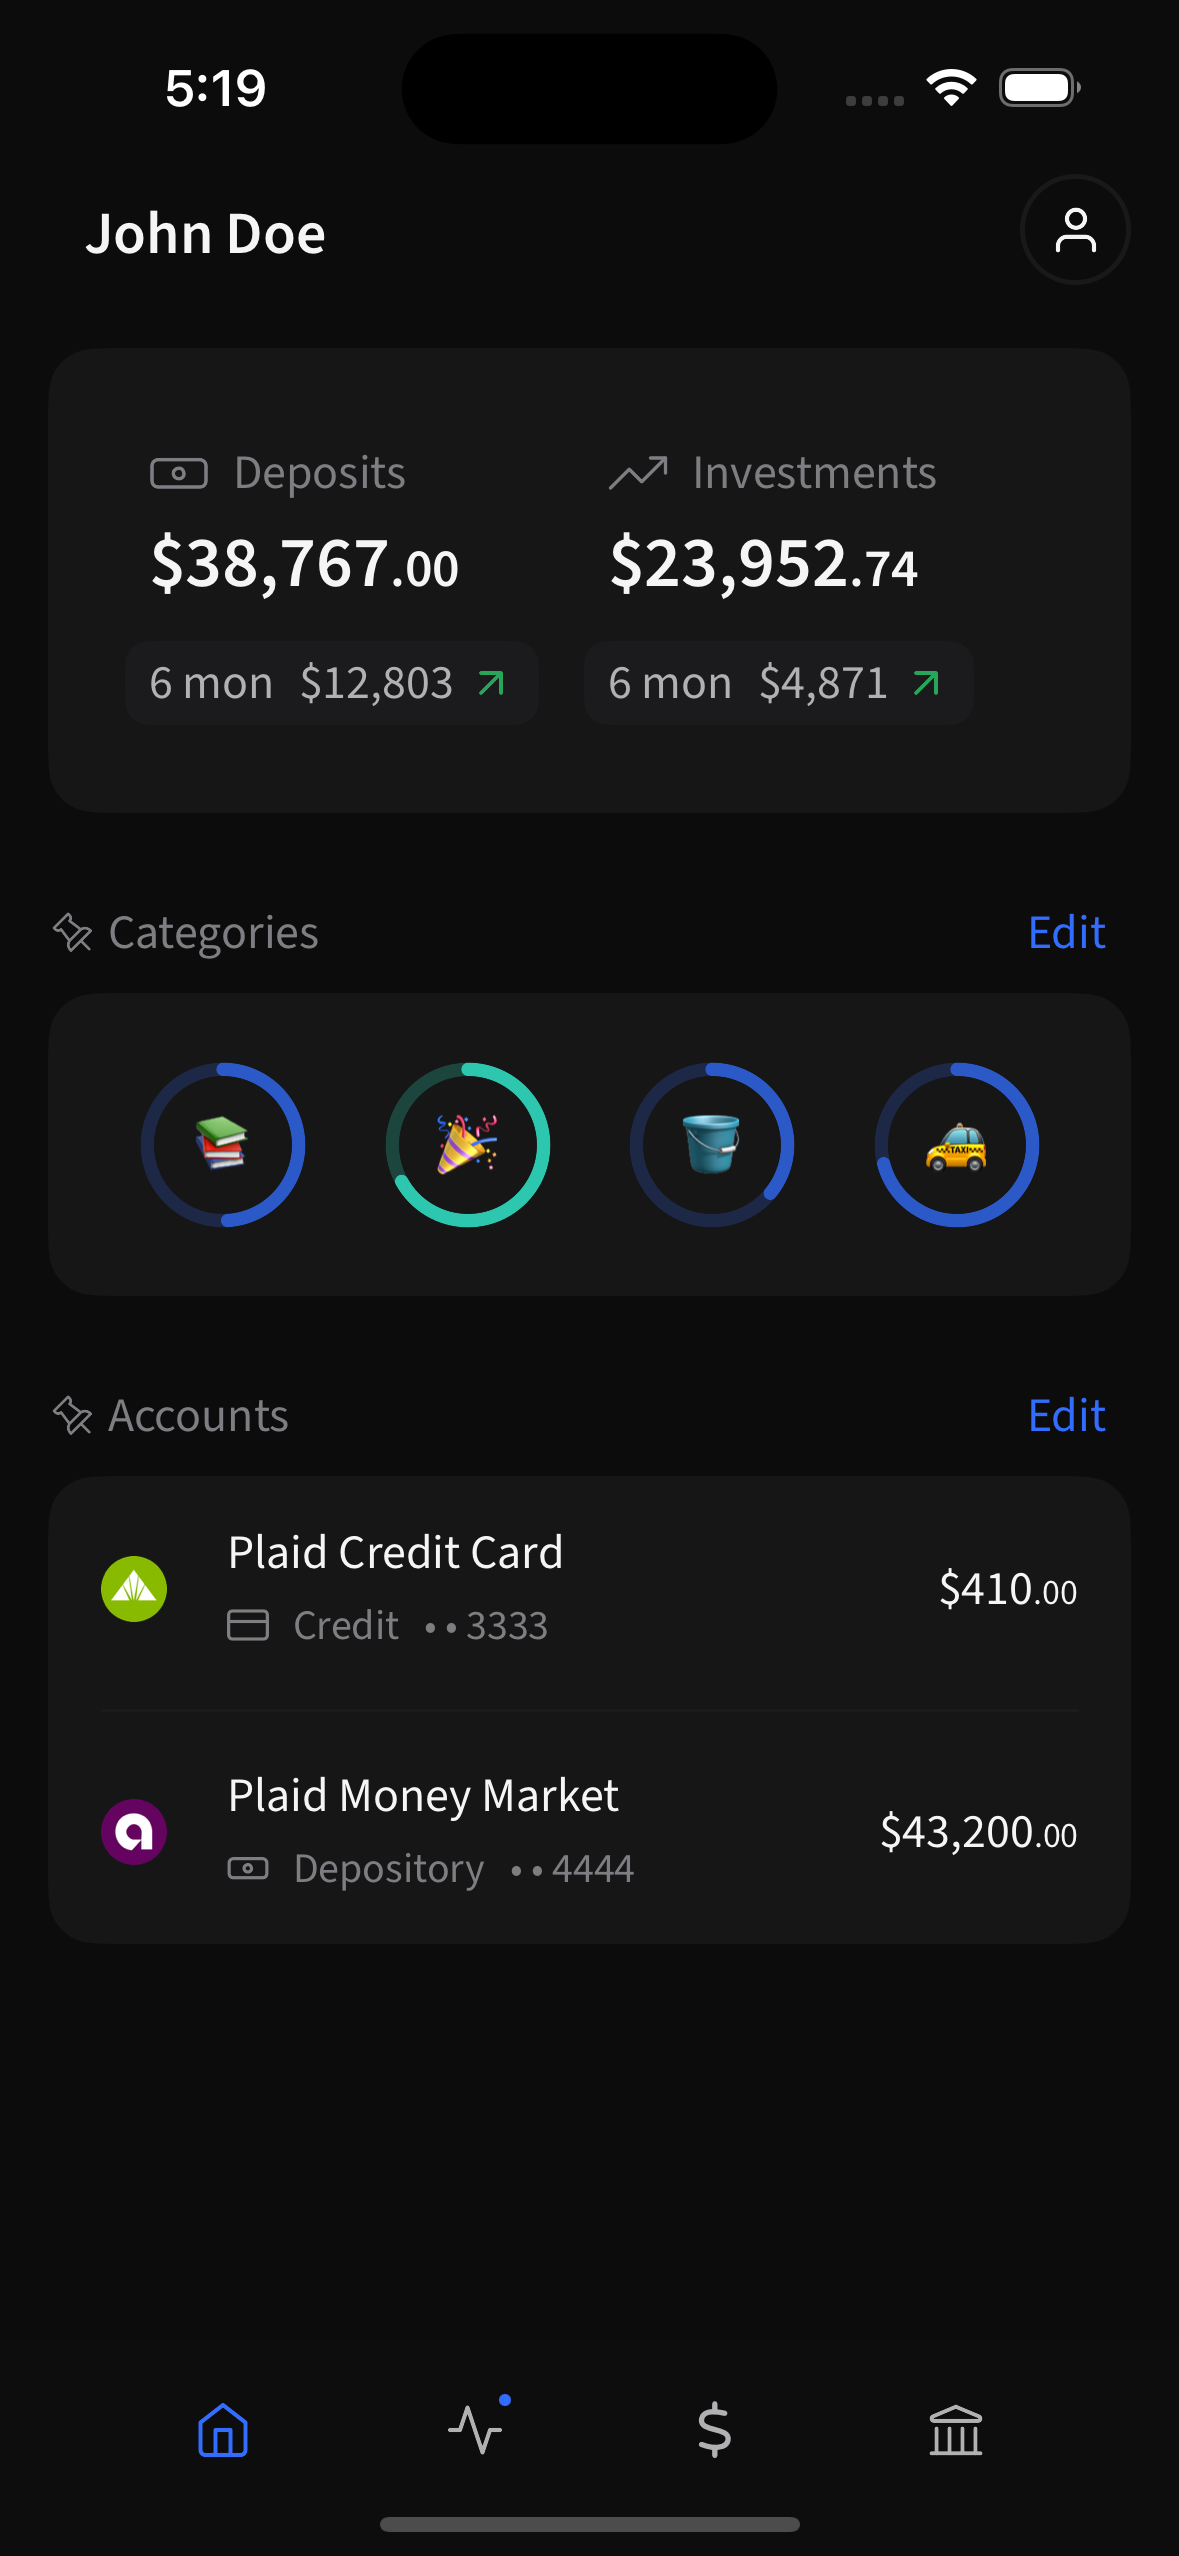 5:19
John Doe
Deposits
$38,767.00
6 mon $12,803
Investments
$23,952.74
6 mon $4,871
Categories
Edit
TAXI
Accounts
Edit
Plaid Credit Card
Credit ••3333
$410.00
Plaid Money Market
Depository ••4444
$43,200.00